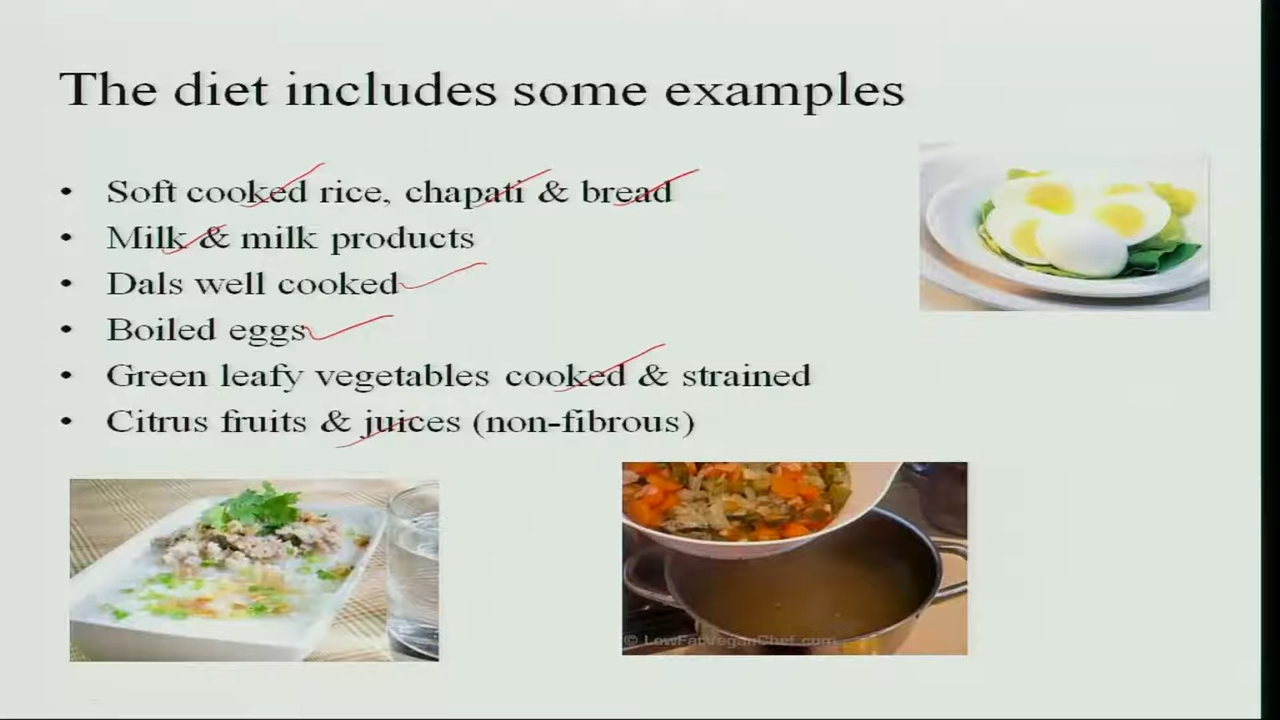 The diet includes some examples
• Soft cooked rice, chapati & bread
• Milk & milk products
• Dals well cooked
• Boiled eggs
• Green leafy vegetables cooked & strained
• Citrus fruits & juices (non-fibrous)
© LowFatVeganChef.com